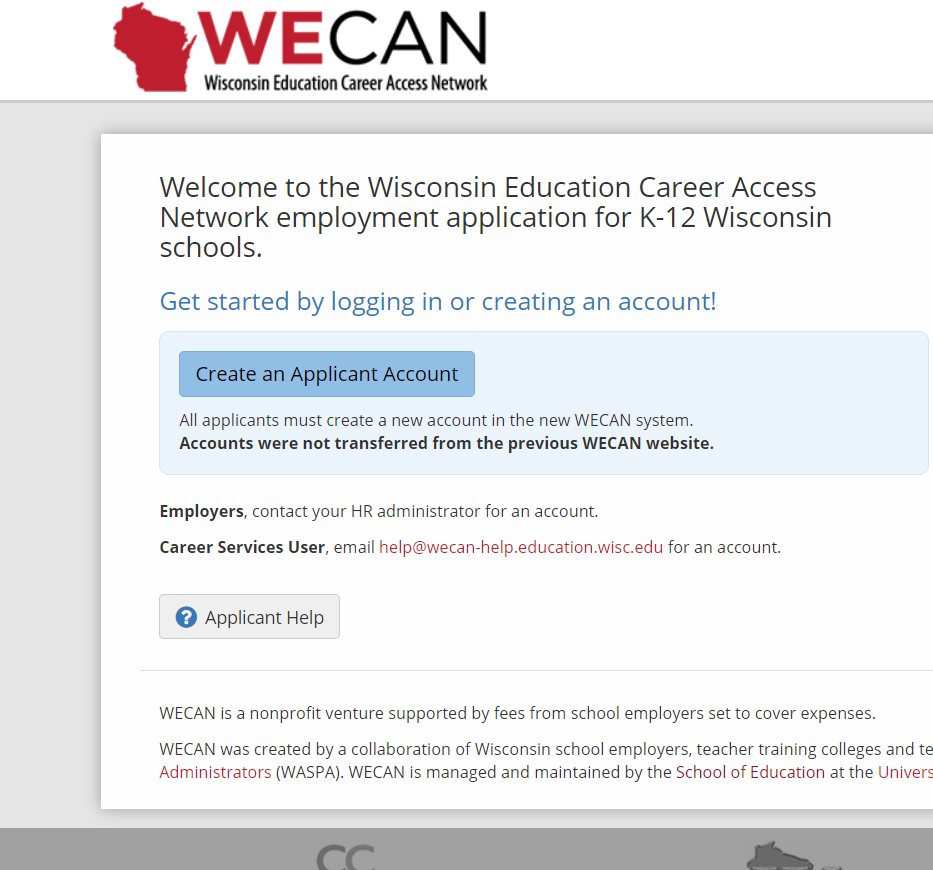 WECAN
Wisconsin Education Career Access Network
Welcome to the Wisconsin Education Career Access
Network employment application for K-12 Wisconsin
schools.
Get started by logging in or creating an account!
Create an Applicant Account
All applicants must create a new account in the new WECAN system.
Accounts were not transferred from the previous WECAN website.
Employers, contact your HR administrator for an account.
Career Services User, email help@wecan-help.education.wisc.edu for an account.
? Applicant Help
WECAN is a nonprofit venture supported by fees from school employers set to cover expenses.
WECAN was created by a collaboration of Wisconsin school employers, teacher training colleges and te
Administrators (WASPA). WECAN is managed and maintained by the School of Education at the Univers